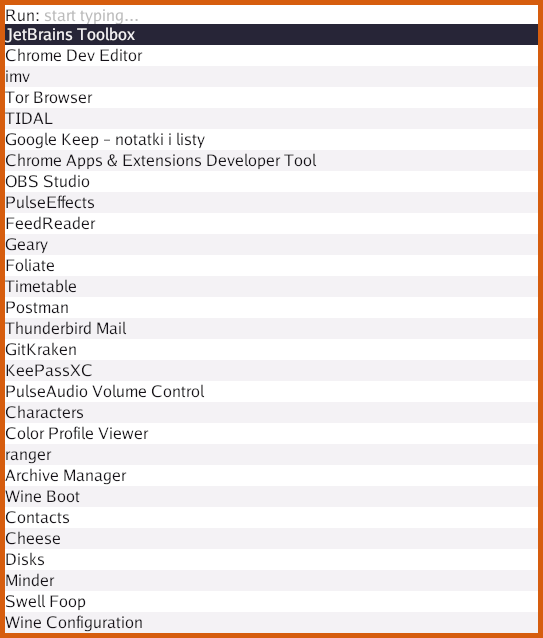 Run: start typing...
JetBrains Toolbox
Chrome Dev Editor
imv
Tor Browser
TIDAL
Google Keep – notatki i listy
Chrome Apps & Extensions Developer Tool
OBS Studio
PulseEffects
FeedReader
Geary
Foliate
Timetable
Postman
Thunderbird Mail
GitKraken
KeePassXC
PulseAudio Volume Control
Characters
Color Profile Viewer
ranger
Archive Manager
Wine Boot
Contacts
Cheese
Disks
Minder
Swell Foop
Wine Configuration